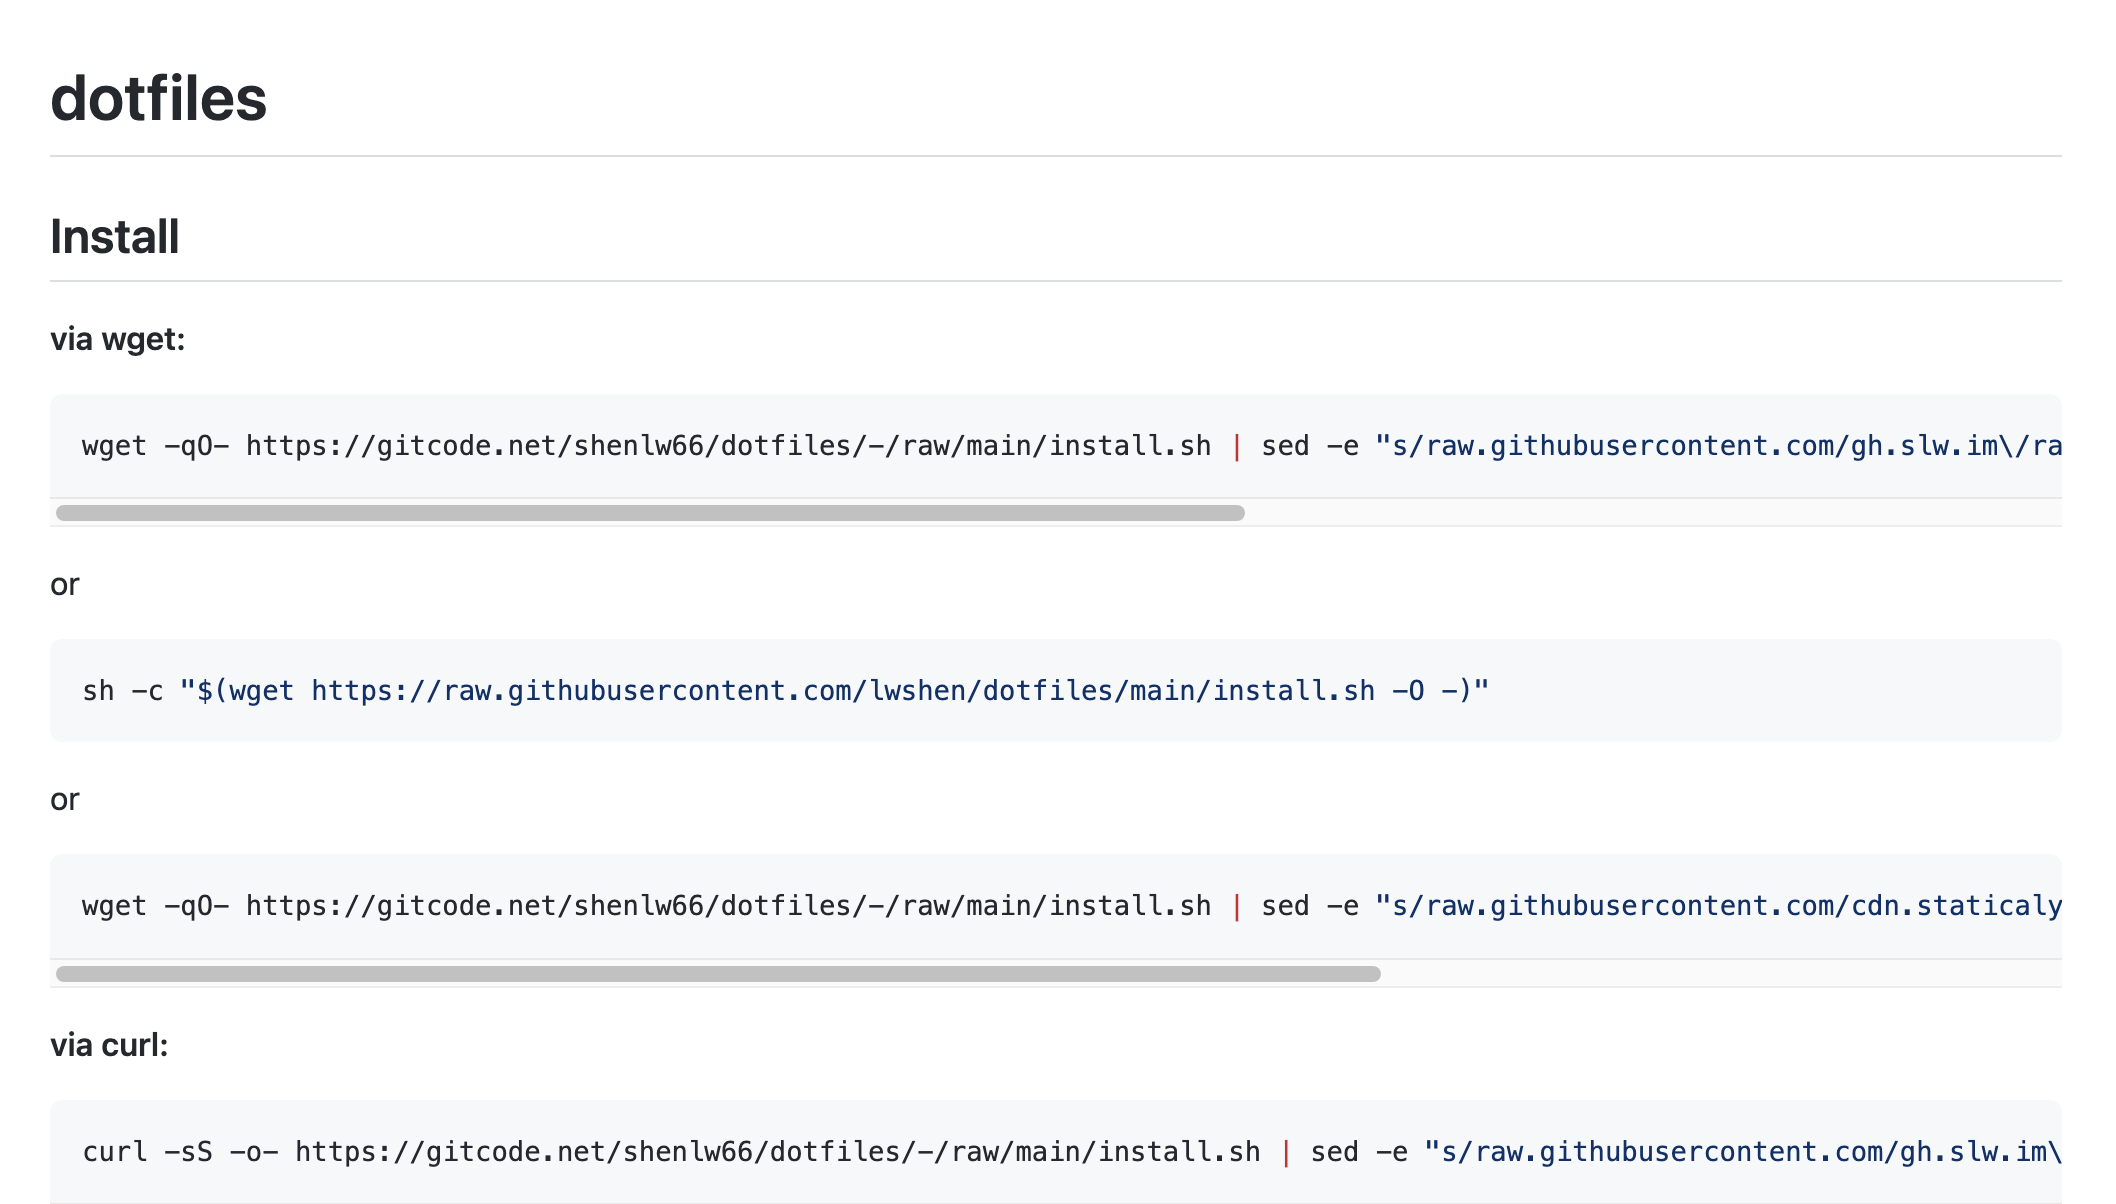 dotfiles
Install
via wget:
wget -qO- https://gitcode.net/shenlw66/dotfiles/-/raw/main/install.sh | sed -e "s/raw.githubusercontent.com/gh.slw.im\/ra
or
sh -c "$(wget https://raw.githubusercontent.com/lwshen/dotfiles/main/install.sh -O -)"
or
wget -qO- https://gitcode.net/shenlw66/dotfiles/-/raw/main/install.sh | sed -e "s/raw.githubusercontent.com/cdn.staticaly
via curl:
curl -sS -o- https://gitcode.net/shenlw66/dotfiles/-/raw/main/install.sh | sed -e "s/raw.githubusercontent.com/gh.slw.im\